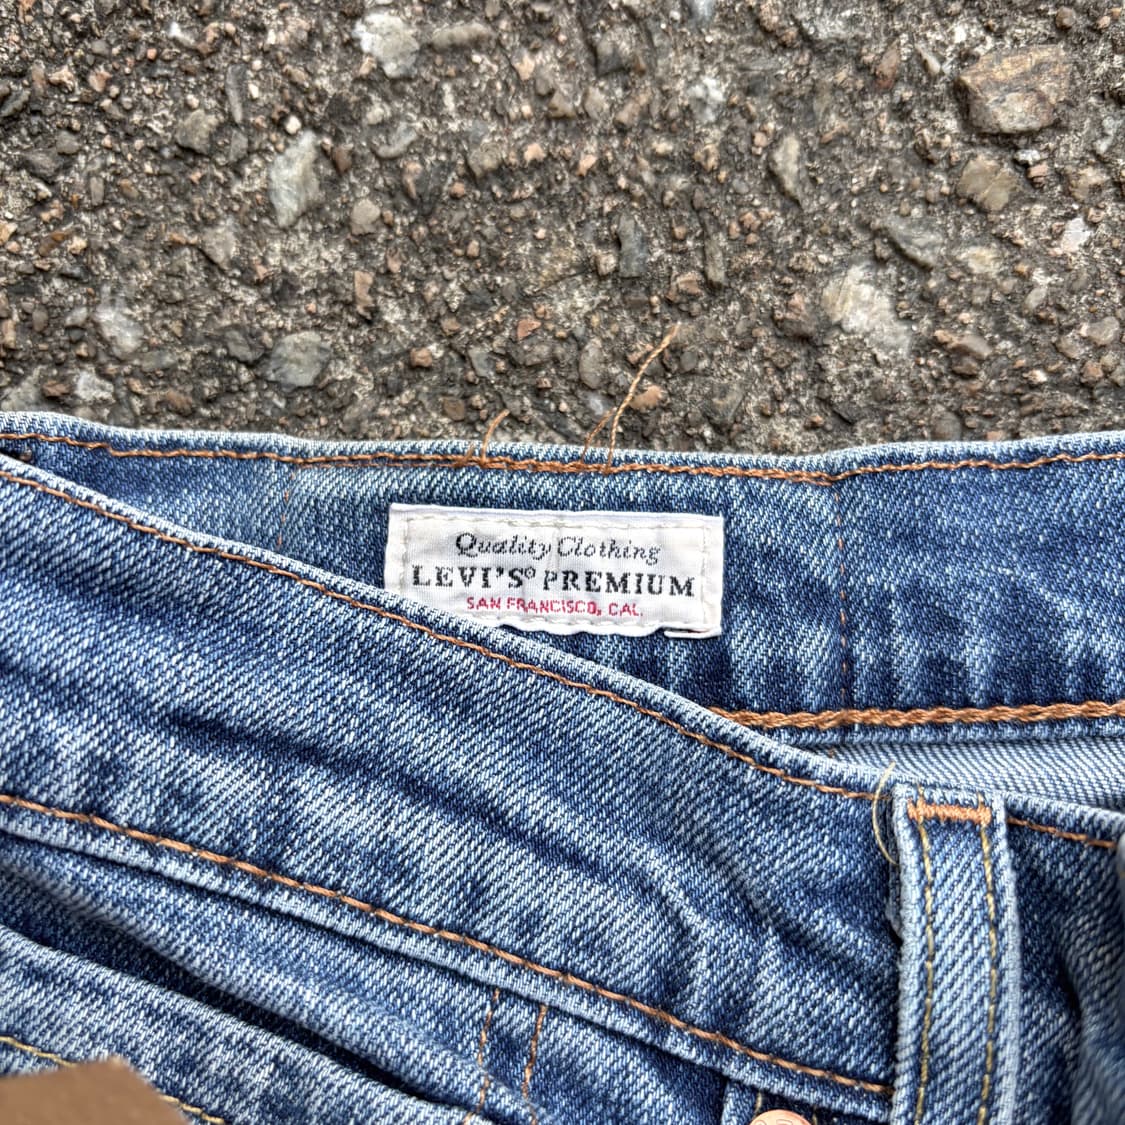 Quality Clothing
LEVI'S® PREMIUM
SAN FRANCISCO, CAL.